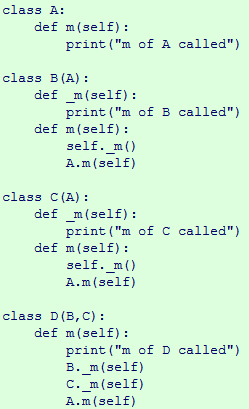 class A:
    def m(self):
        print("m of A called")

class B(A):
    def _m(self):
        print("m of B called")
    def m(self):
        self._m()
        A.m(self)

class C(A):
    def _m(self):
        print("m of C called")
    def m(self):
        self._m()
        A.m(self)

class D(B,C):
    def m(self):
        print("m of D called")
        B._m(self)
        C._m(self)
        A.m(self)